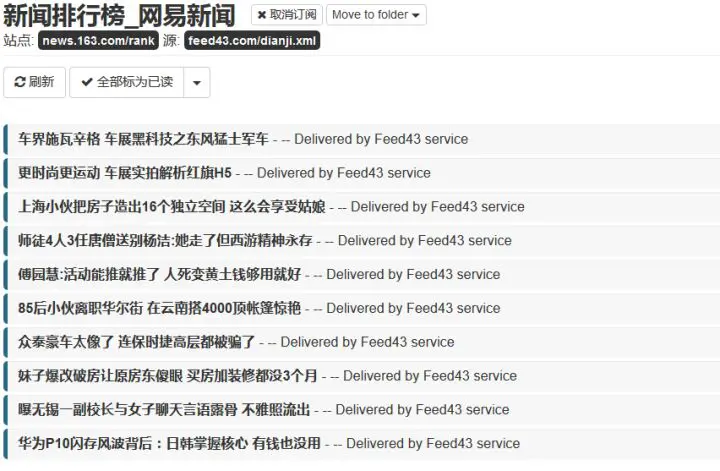 新闻排行榜_网易新闻 ✖ 取消订阅 Move to folder
站点: news.163.com/rank 源: feed43.com/dianji.xml
刷新 全部标为已读
车界施瓦辛格 车展黑科技之东风猛士军车 - -- Delivered by Feed43 service
更时尚更运动 车展实拍解析红旗H5 - -- Delivered by Feed43 service
上海小伙把房子造出16个独立空间 这么会享受姑娘 - -- Delivered by Feed43 service
师徒4人3任唐僧送别杨洁:她走了但西游精神永存 - -- Delivered by Feed43 service
傅园慧:活动能推就推了 人死变黄土钱够用就好 - -- Delivered by Feed43 service
85后小伙离职华尔街 在云南搭4000顶帐篷惊艳 - -- Delivered by Feed43 service
众泰豪车太像了 连保时捷高层都被骗了 - -- Delivered by Feed43 service
妹子爆改破房让原房东傻眼 买房加装修都没3个月 - -- Delivered by Feed43 service
曝无锡一副校长与女子聊天言语露骨 不雅照流出 - -- Delivered by Feed43 service
华为P10闪存风波背后：日韩掌握核心 有钱也没用 - -- Delivered by Feed43 service